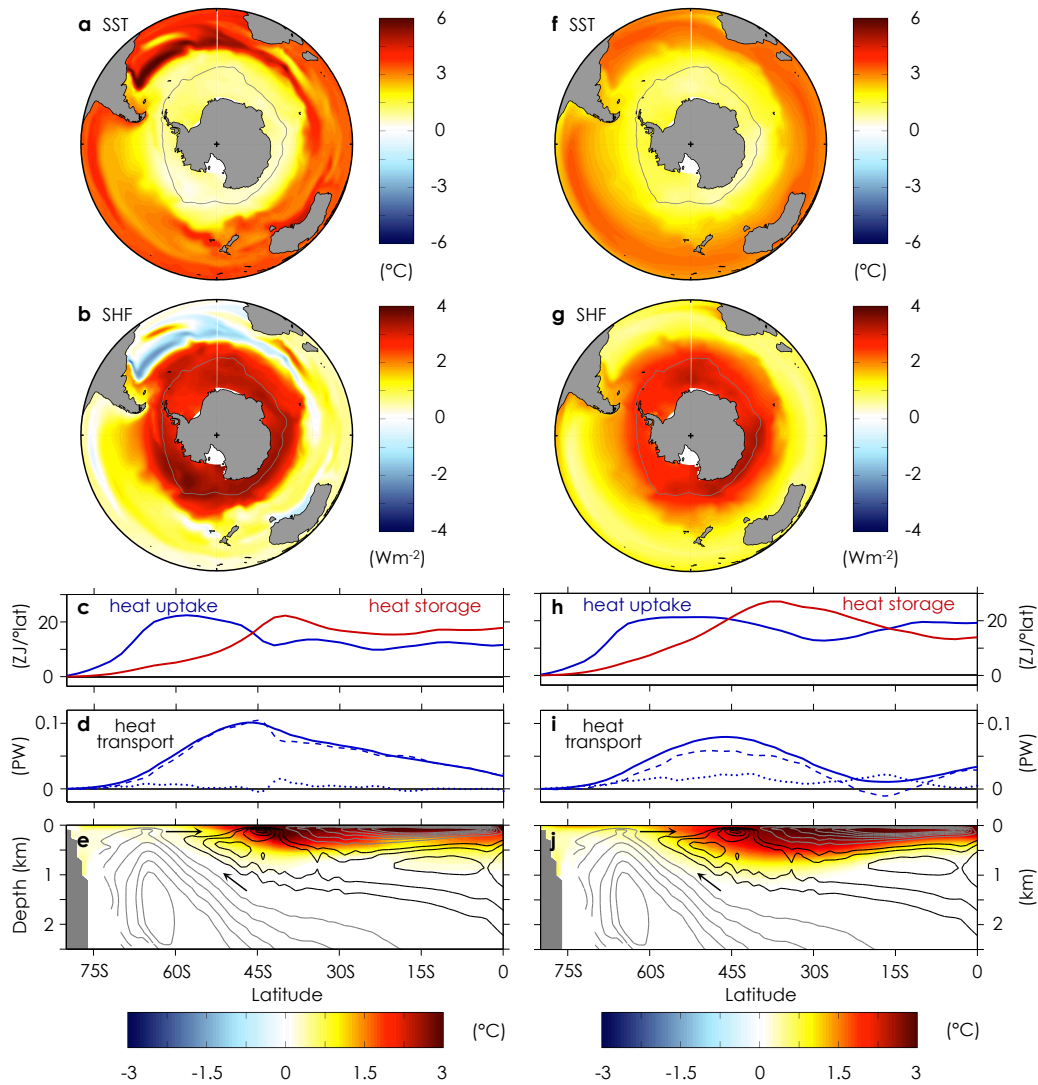 a SST
6
3
0
-3
-6
(°C)
f SST
6
3
0
-3
-6
(°C)
b SHF
4
2
0
-2
-4
(Wm-2)
g SHF
4
2
0
-2
-4
(Wm-2)
c heat uptake heat storage
20
0
(ZJ/°lat)
h heat uptake heat storage
20
0
(ZJ/°lat)
d heat
transport
0.1
0
(PW)
i heat
transport
0.1
0
(PW)
e
0
1
2
Depth (km)
75S 60S 45S 30S 15S 0
Latitude
j
0
1
2
(km)
75S 60S 45S 30S 15S 0
Latitude
(°C)
-3 -1.5 0 1.5 3
(°C)
-3 -1.5 0 1.5 3